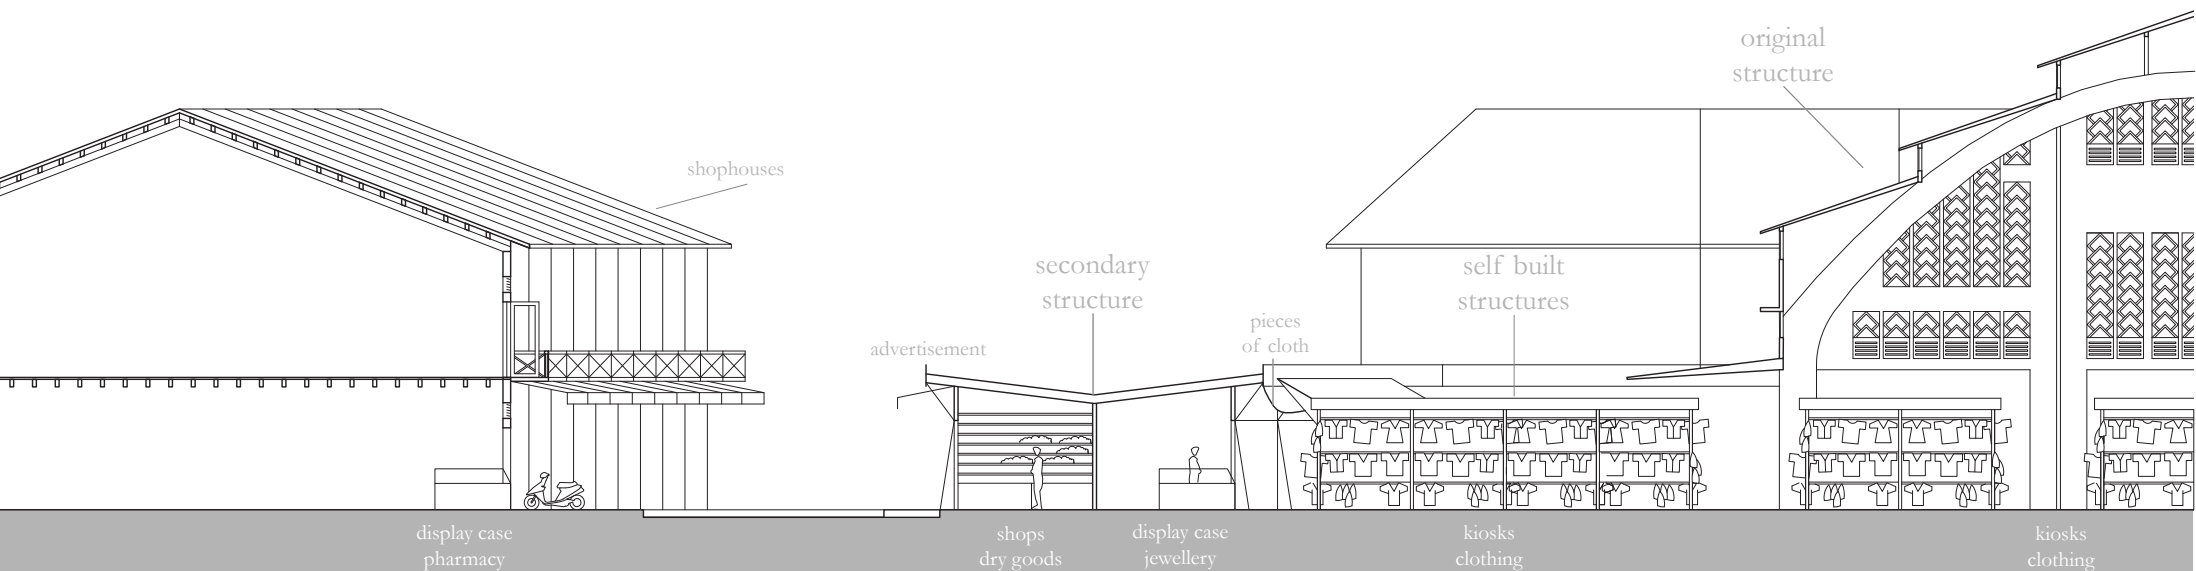 original
structure
shophouses
secondary
structure
self built
structures
pieces
of cloth
advertisement
display case
pharmacy
shops
dry goods
display case
jewellery
kiosks
clothing
kiosks
clothing